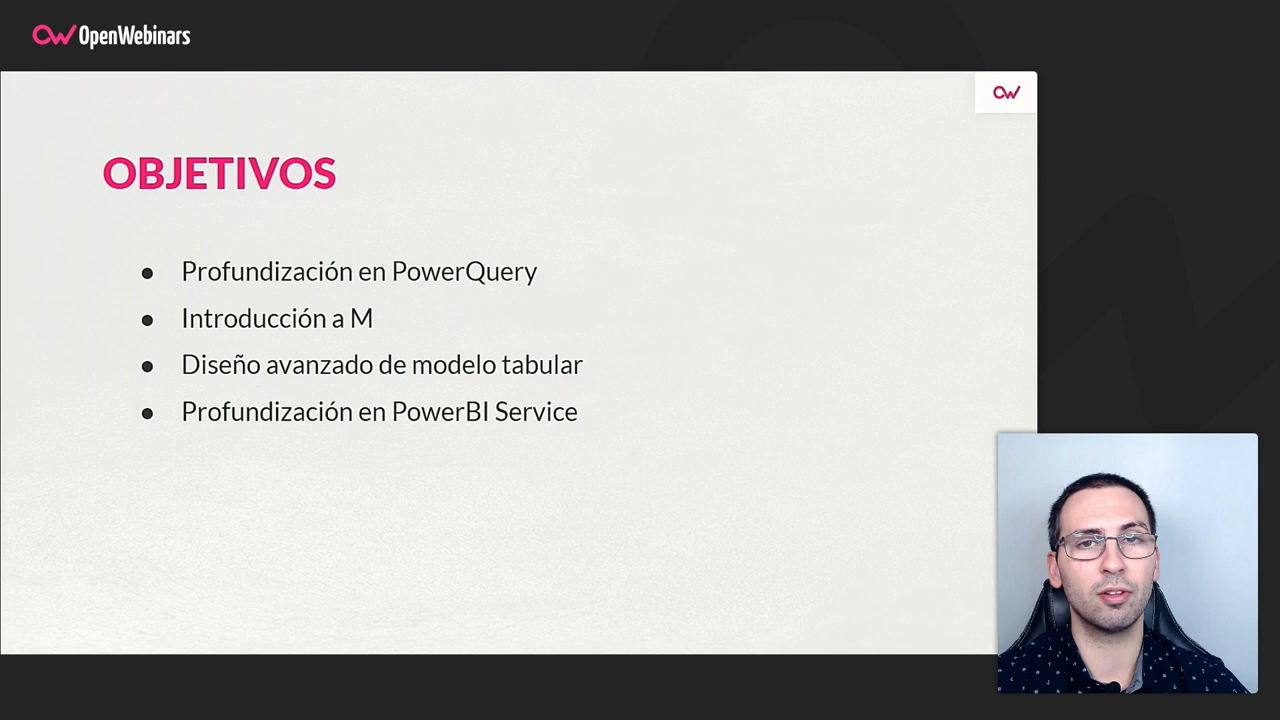 OpenWebinars
OBJETIVOS
● Profundización en PowerQuery
● Introducción a M
● Diseño avanzado de modelo tabular
● Profundización en PowerBI Service